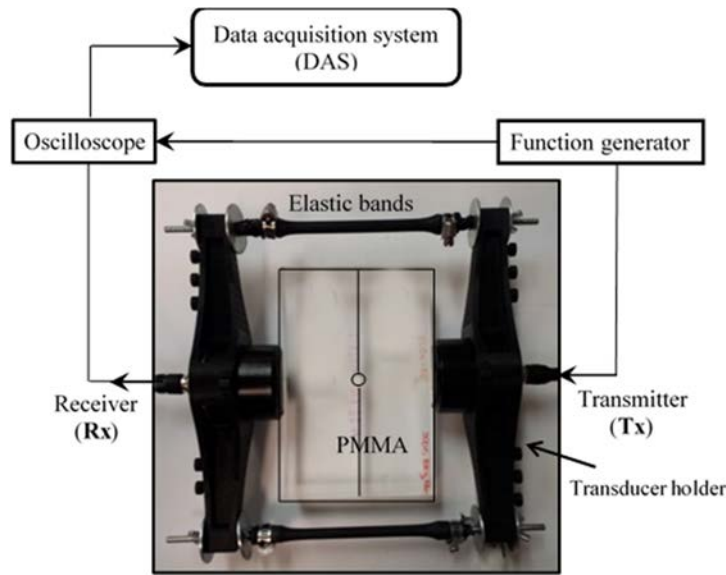 Data acquisition system
(DAS)
Oscilloscope
Function generator
Elastic bands
Receiver
(Rx)
Transmitter
(Tx)
PMMA
Transducer holder